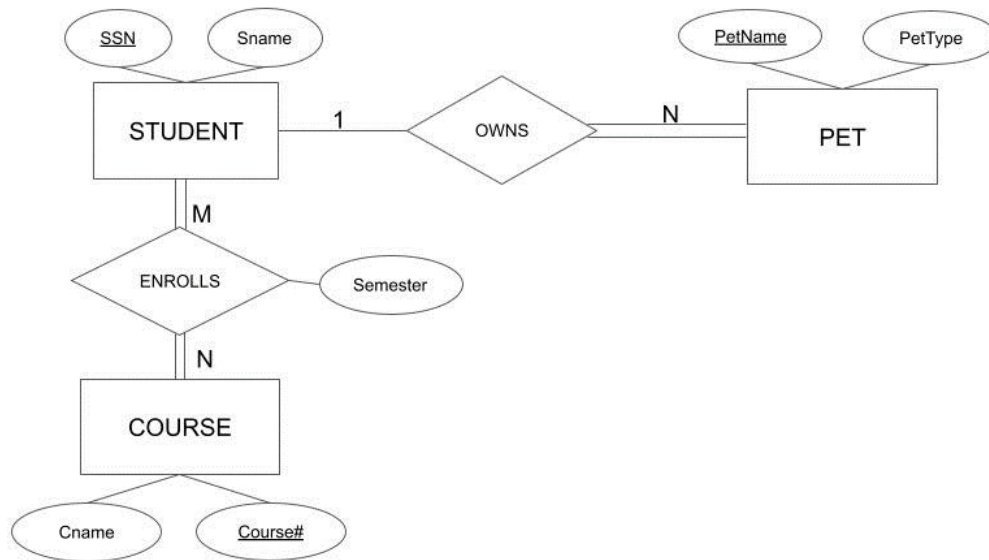 SSN
Sname
PetName
PetType
STUDENT
1
OWNS
N
PET
M
ENROLLS
Semester
N
COURSE
Cname
Course#